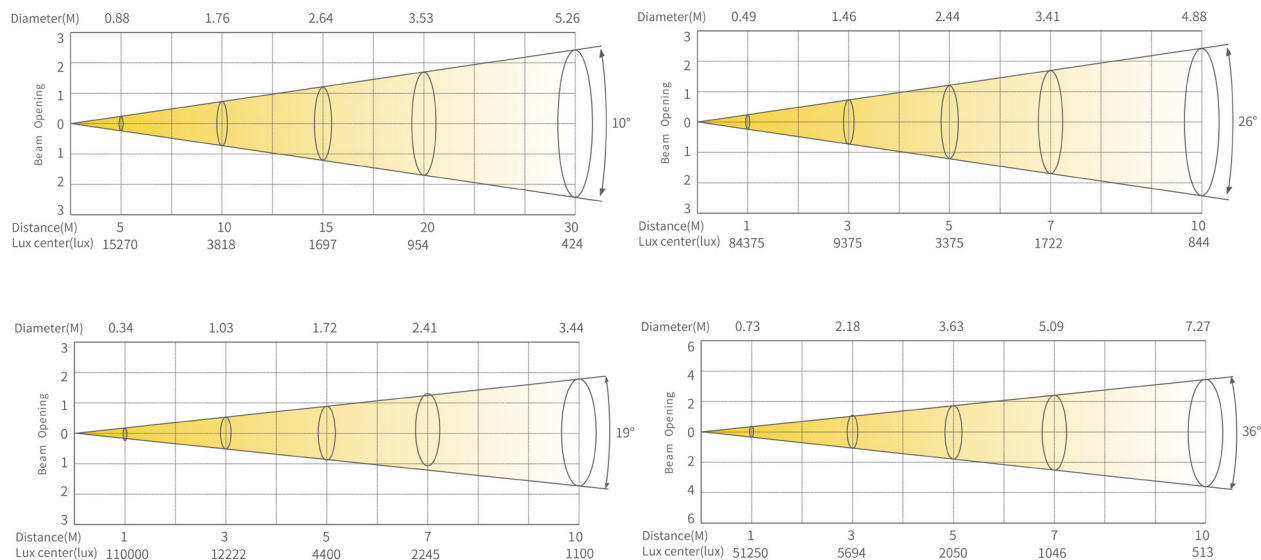 Diameter(M) 0.88 1.76 2.64 3.53 5.26
3
2
1
0
1
2
3
Beam Opening
10°
Distance(M) 5 10 15 20 30
Lux center(lux) 15270 3818 1697 954 424
Diameter(M) 0.49 1.46 2.44 3.41 4.88
3
2
1
0
1
2
3
Beam Opening
26°
Distance(M) 1 3 5 7 10
Lux center(lux) 84375 9375 3375 1722 844
Diameter(M) 0.34 1.03 1.72 2.41 3.44
3
2
1
0
1
2
3
Beam Opening
19°
Distance(M) 1 3 5 7 10
Lux center(lux) 110000 12222 4400 2245 1100
Diameter(M) 0.73 2.18 3.63 5.09 7.27
6
4
2
0
2
4
6
Beam Opening
36°
Distance(M) 1 3 5 7 10
Lux center(lux) 51250 5694 2050 1046 513